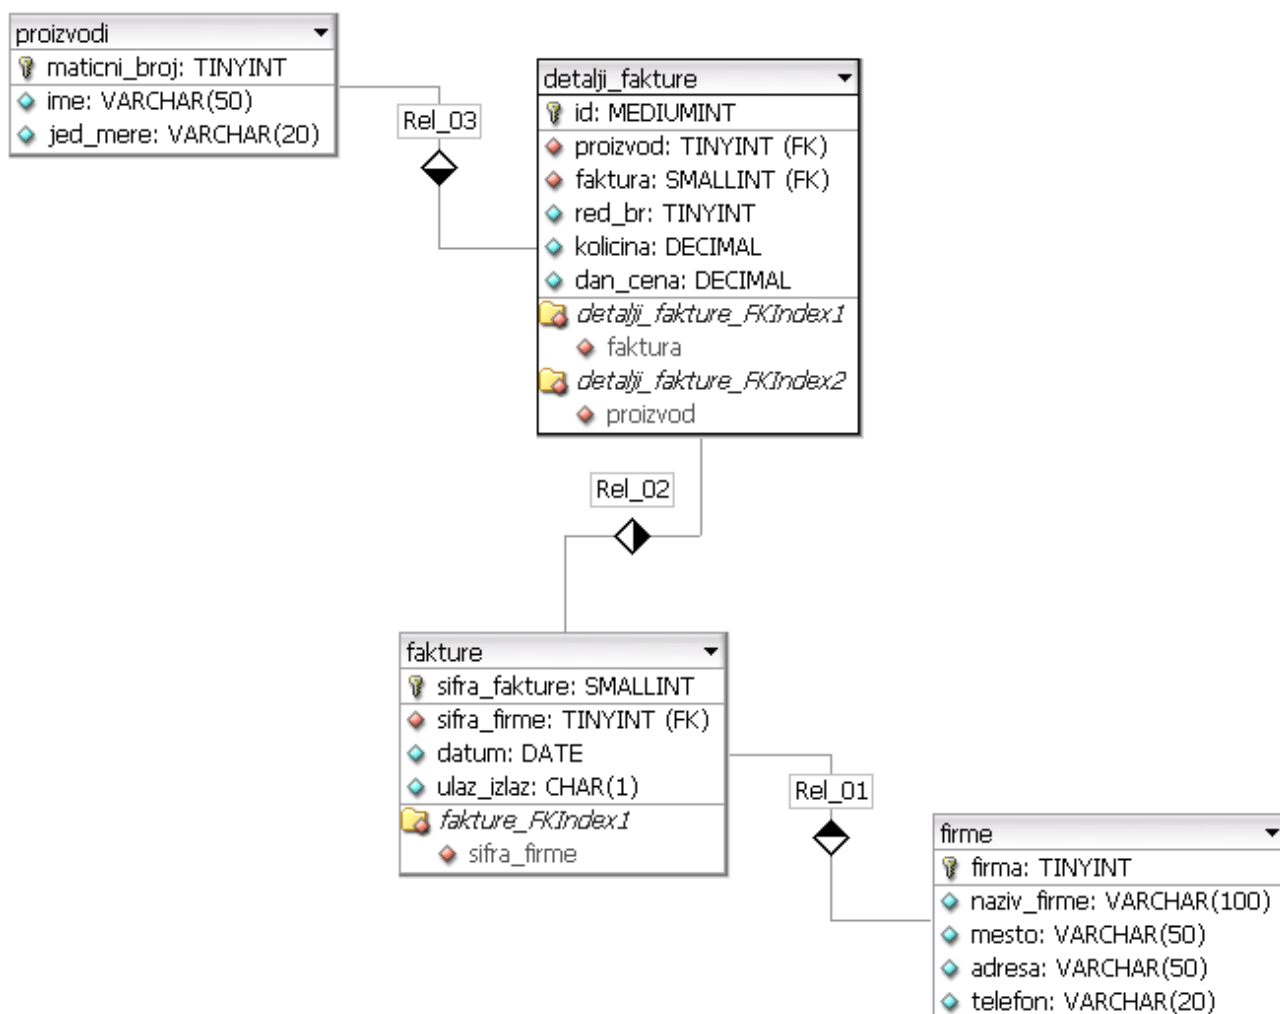 proizvodi
maticni_broj: TINYINT
ime: VARCHAR(50)
jed_mere: VARCHAR(20)
Rel_03
detalji_fakture
id: MEDIUMINT
proizvod: TINYINT (FK)
faktura: SMALLINT (FK)
red_br: TINYINT
kolicina: DECIMAL
dan_cena: DECIMAL
detalji_fakture_FKIndex1
faktura
detalji_fakture_FKIndex2
proizvod
Rel_02
fakture
sifra_fakture: SMALLINT
sifra_firme: TINYINT (FK)
datum: DATE
ulaz_izlaz: CHAR(1)
fakture_FKIndex1
sifra_firme
Rel_01
firme
firma: TINYINT
naziv_firme: VARCHAR(100)
mesto: VARCHAR(50)
adresa: VARCHAR(50)
telefon: VARCHAR(20)